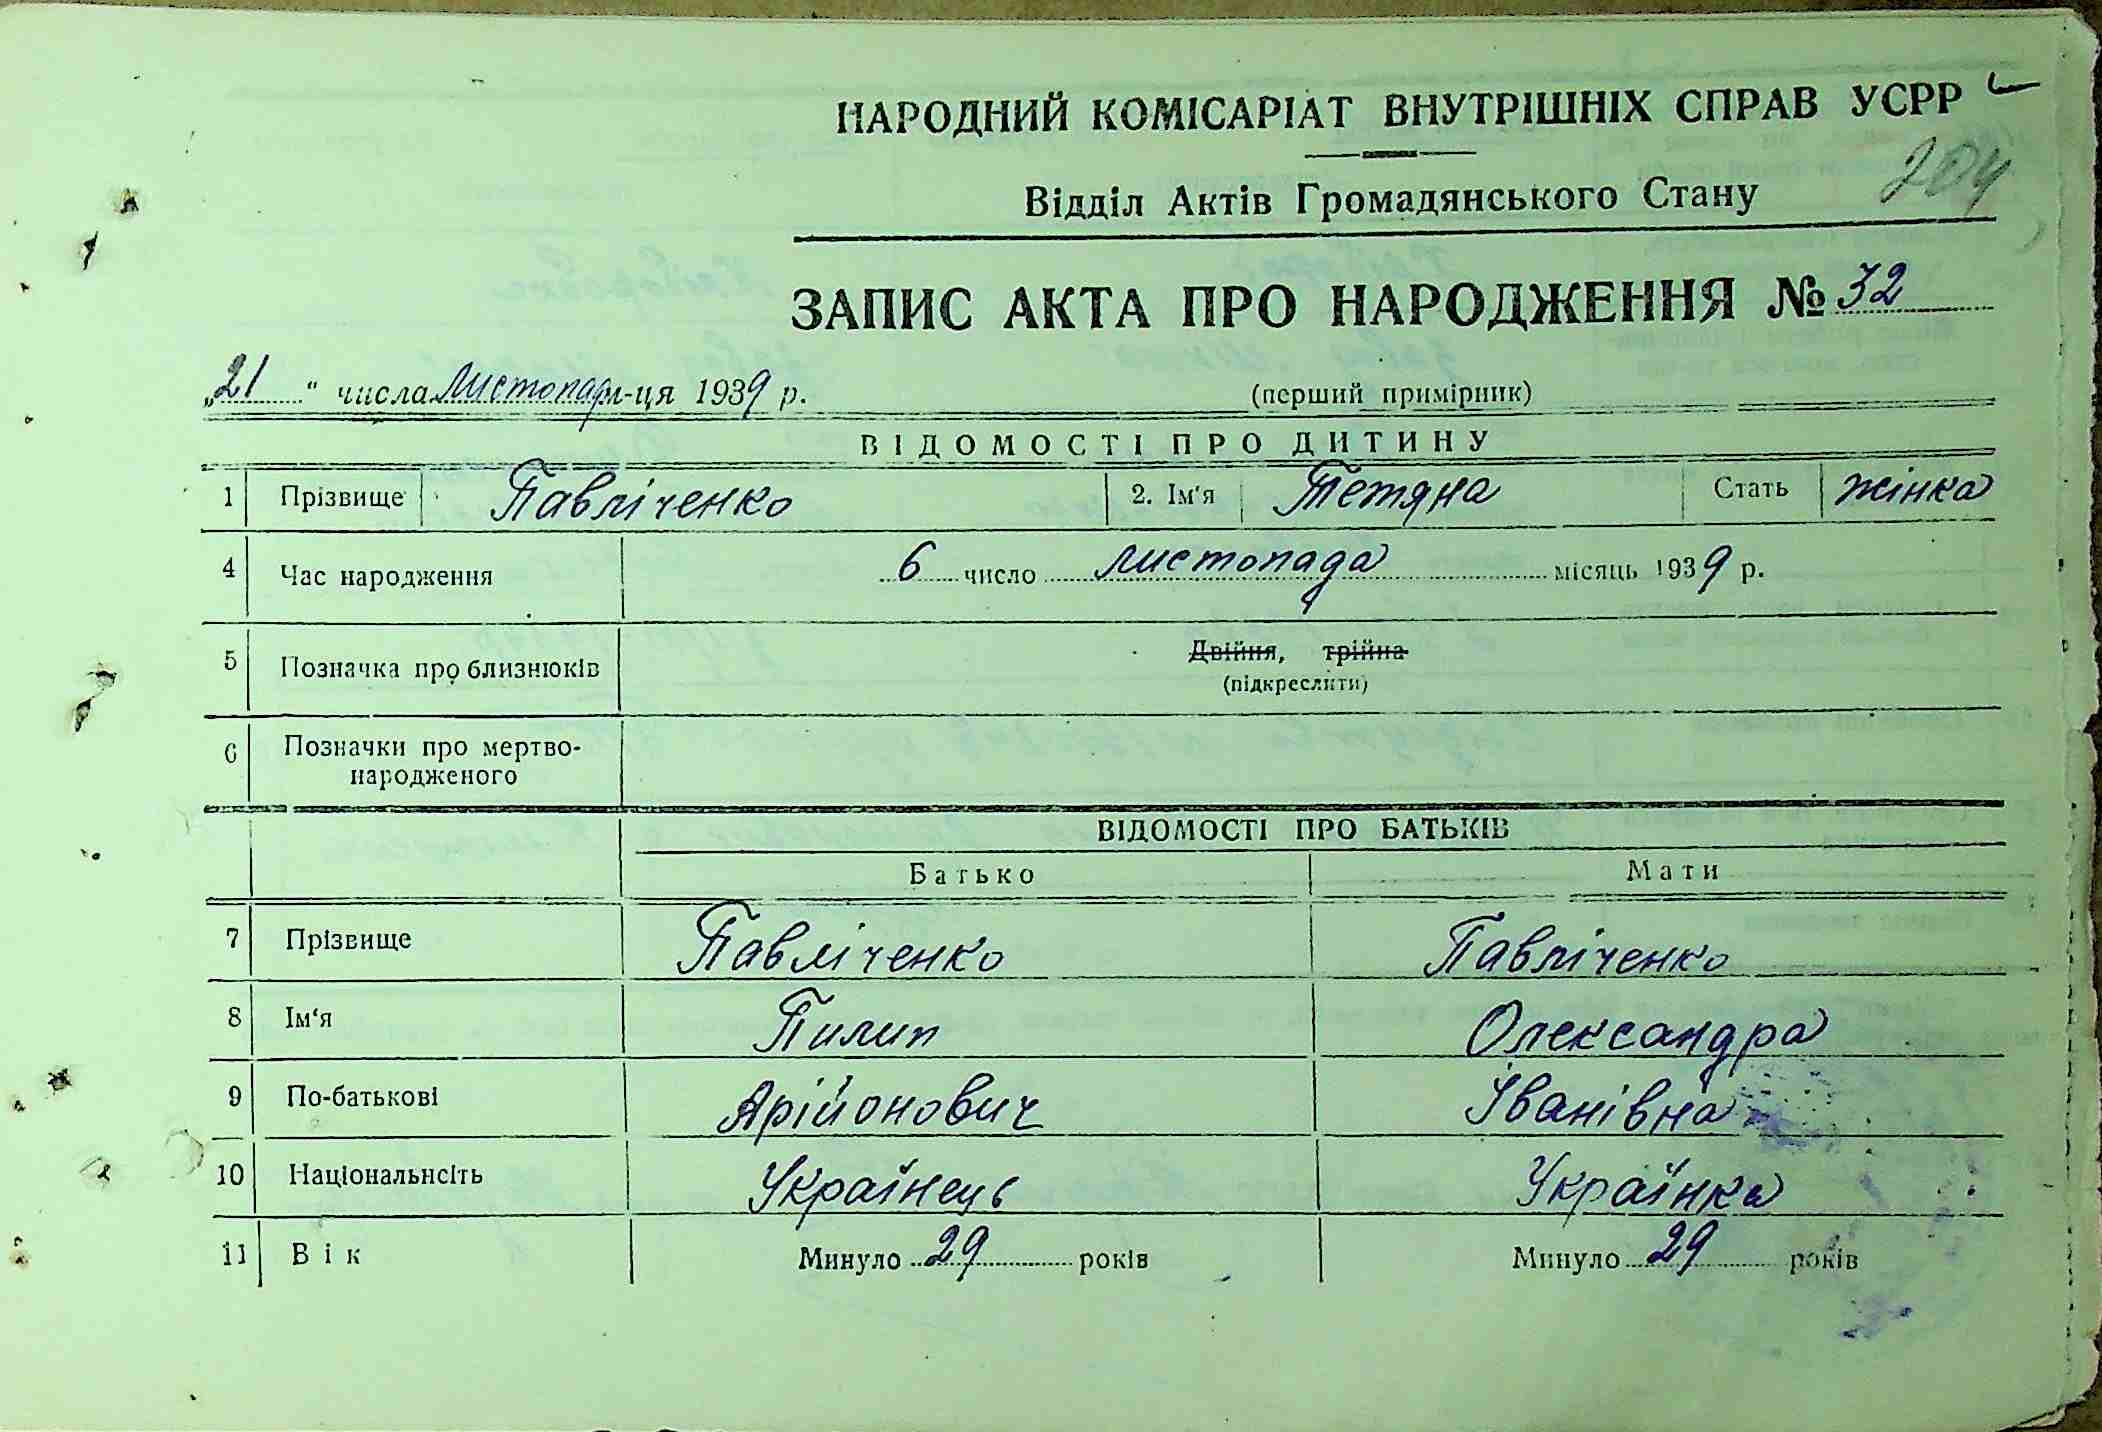 НАРОДНИЙ КОМІСАРІАТ ВНУТРІШНІХ СПРАВ УСРР
204
Відділ Актів Громадянського Стану
ЗАПИС АКТА ПРО НАРОДЖЕННЯ № 32
„21“ числа листопад м-ця 1939 р. (перший примірник)
ВІДОМОСТІ ПРО ДИТИНУ
1 Прізвище Павліченко 2. Ім'я Тетяна Стать жінка
4 Час народження 6 число листопада місяць 1939 р.
5 Позначка про близнюків Двійня, трійна
(підкреслити)
6 Позначки про мертво-
народженого
ВІДОМОСТІ ПРО БАТЬКІВ
Батько Мати
7 Прізвище Павліченко Павліченко
8 Ім'я Пилип Олександра
9 По-батькові Арійонович Іванівна
10 Національнсіть Українець Українка
11 Вік Минуло 29 років Минуло 29 років